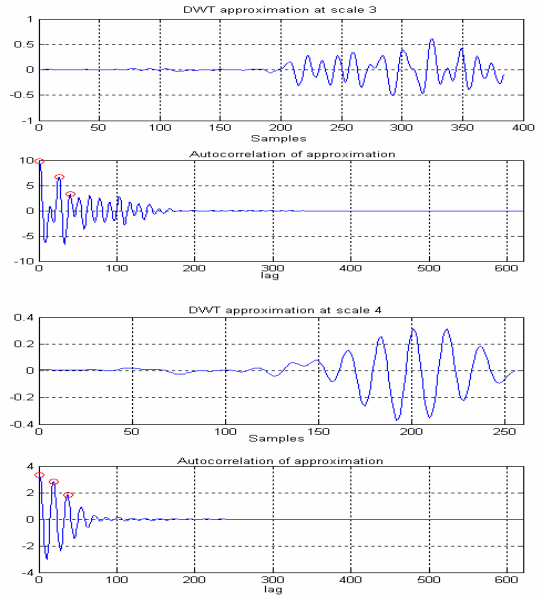 DWT approximation at scale 3
1
0.5
0
-0.5
-1
0 50 100 150 200 250 300 350 400
Samples
Autocorrelation of approximation
10
5
0
-5
-10
0 100 200 300 400 500 600
lag
DWT approximation at scale 4
0.4
0.2
0
-0.2
-0.4
0 50 100 150 200 250
Samples
Autocorrelation of approximation
4
2
0
-2
-4
0 100 200 300 400 500 600
lag